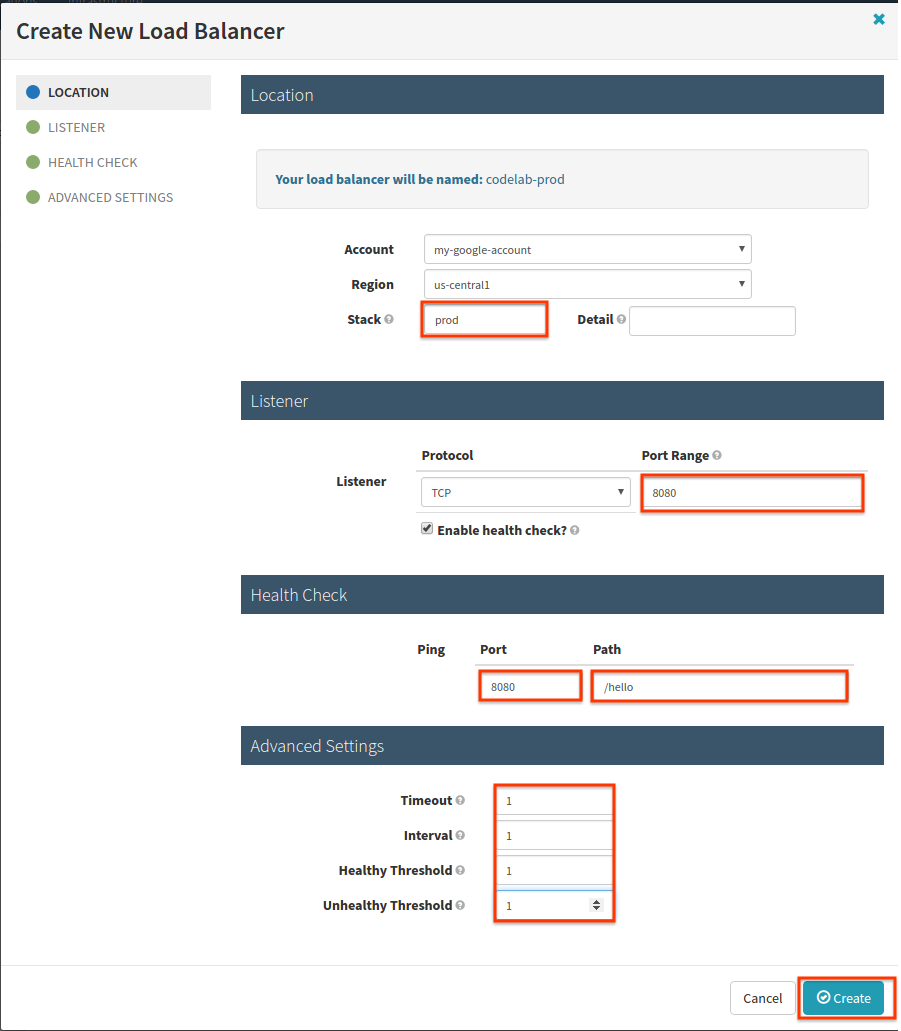 Create New Load Balancer
LOCATION
LISTENER
HEALTH CHECK
ADVANCED SETTINGS
Location
Your load balancer will be named: codelab-prod
Account my-google-account
Region us-central1
Stack prod Detail
Listener
Protocol Port Range
Listener TCP 8080
Enable health check?
Health Check
Ping Port Path
8080 /hello
Advanced Settings
Timeout 1
Interval 1
Healthy Threshold 1
Unhealthy Threshold 1
Cancel Create